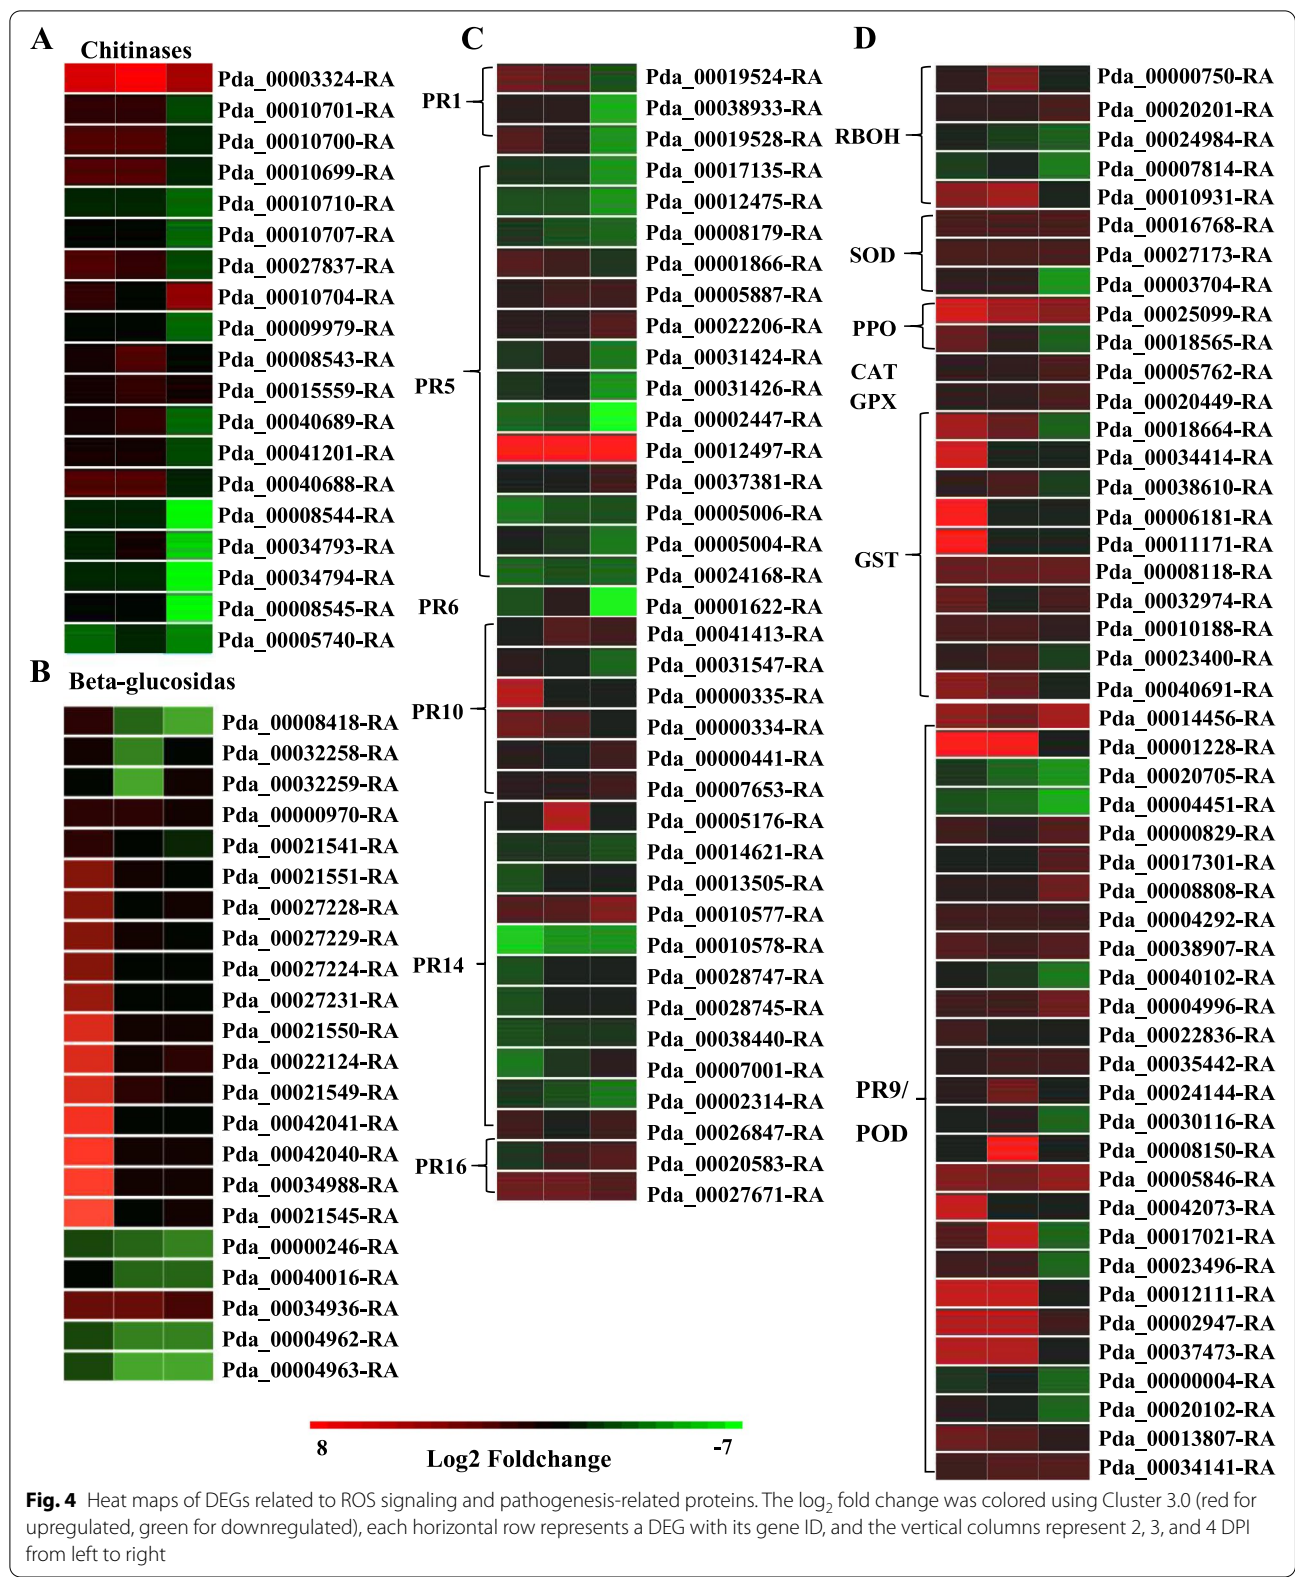 A
Chitinases
Pda_00003324-RA
Pda_00010701-RA
Pda_00010700-RA
Pda_00010699-RA
Pda_00010710-RA
Pda_00010707-RA
Pda_00027837-RA
Pda_00010704-RA
Pda_00009979-RA
Pda_00008543-RA
Pda_00015559-RA
Pda_00040689-RA
Pda_00041201-RA
Pda_00040688-RA
Pda_00008544-RA
Pda_00034793-RA
Pda_00034794-RA
Pda_00008545-RA
Pda_00005740-RA
B
Beta-glucosidas
Pda_00008418-RA
Pda_00032258-RA
Pda_00032259-RA
Pda_00000970-RA
Pda_00021541-RA
Pda_00021551-RA
Pda_00027228-RA
Pda_00027229-RA
Pda_00027224-RA
Pda_00027231-RA
Pda_00021550-RA
Pda_00022124-RA
Pda_00021549-RA
Pda_00042041-RA
Pda_00042040-RA
Pda_00034988-RA
Pda_00021545-RA
Pda_00000246-RA
Pda_00040016-RA
Pda_00034936-RA
Pda_00004962-RA
Pda_00004963-RA
C
PR1
Pda_00019524-RA
Pda_00038933-RA
Pda_00019528-RA
PR5
Pda_00017135-RA
Pda_00012475-RA
Pda_00008179-RA
Pda_00001866-RA
Pda_00005887-RA
Pda_00022206-RA
Pda_00031424-RA
Pda_00031426-RA
Pda_00002447-RA
Pda_00012497-RA
Pda_00037381-RA
Pda_00005006-RA
Pda_00005004-RA
Pda_00024168-RA
PR6
Pda_00001622-RA
PR10
Pda_00041413-RA
Pda_00031547-RA
Pda_00000335-RA
Pda_00000334-RA
Pda_00000441-RA
Pda_00007653-RA
PR14
Pda_00005176-RA
Pda_00014621-RA
Pda_00013505-RA
Pda_00010577-RA
Pda_00010578-RA
Pda_00028747-RA
Pda_00028745-RA
Pda_00038440-RA
Pda_00007001-RA
Pda_00002314-RA
Pda_00026847-RA
PR16
Pda_00020583-RA
Pda_00027671-RA
D
RBOH
Pda_00000750-RA
Pda_00020201-RA
Pda_00024984-RA
Pda_00007814-RA
Pda_00010931-RA
SOD
Pda_00016768-RA
Pda_00027173-RA
Pda_00003704-RA
PPO
Pda_00025099-RA
Pda_00018565-RA
CAT
Pda_00005762-RA
GPX
Pda_00020449-RA
GST
Pda_00018664-RA
Pda_00034414-RA
Pda_00038610-RA
Pda_00006181-RA
Pda_00011171-RA
Pda_00008118-RA
Pda_00032974-RA
Pda_00010188-RA
Pda_00023400-RA
Pda_00040691-RA
PR9/
POD
Pda_00014456-RA
Pda_00001228-RA
Pda_00020705-RA
Pda_00004451-RA
Pda_00000829-RA
Pda_00017301-RA
Pda_00008808-RA
Pda_00004292-RA
Pda_00038907-RA
Pda_00040102-RA
Pda_00004996-RA
Pda_00022836-RA
Pda_00035442-RA
Pda_00024144-RA
Pda_00030116-RA
Pda_00008150-RA
Pda_00005846-RA
Pda_00042073-RA
Pda_00017021-RA
Pda_00023496-RA
Pda_00012111-RA
Pda_00002947-RA
Pda_00037473-RA
Pda_00000004-RA
Pda_00020102-RA
Pda_00013807-RA
Pda_00034141-RA
8
-7
Log2 Foldchange
Fig. 4 Heat maps of DEGs related to ROS signaling and pathogenesis-related proteins. The log2 fold change was colored using Cluster 3.0 (red for
upregulated, green for downregulated), each horizontal row represents a DEG with its gene ID, and the vertical columns represent 2, 3, and 4 DPI
from left to right